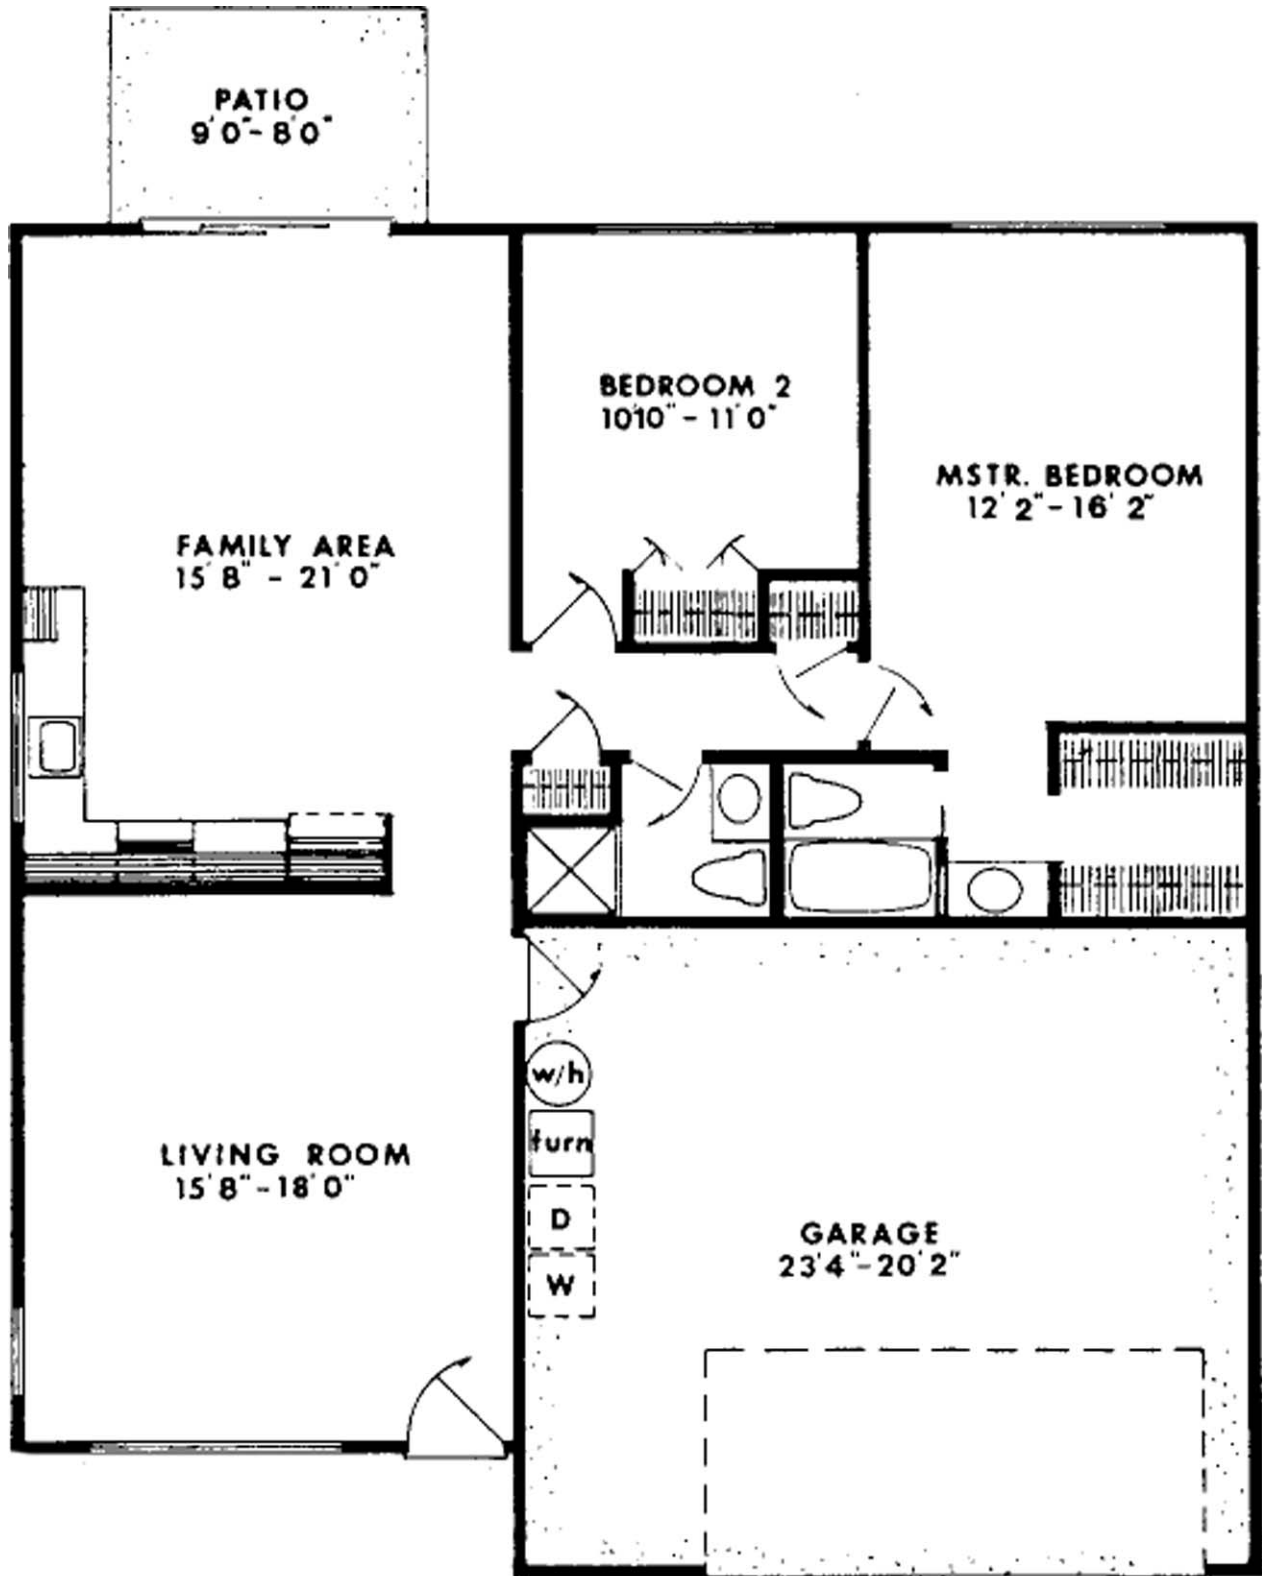 PATIO
9'0"-8'0"
BEDROOM 2
10'10" - 11'0"
MSTR. BEDROOM
12'2"-16'2"
FAMILY AREA
15'8" - 21'0"
w/h
furn
LIVING ROOM
15'8"-18'0"
D
W
GARAGE
23'4"-20'2"